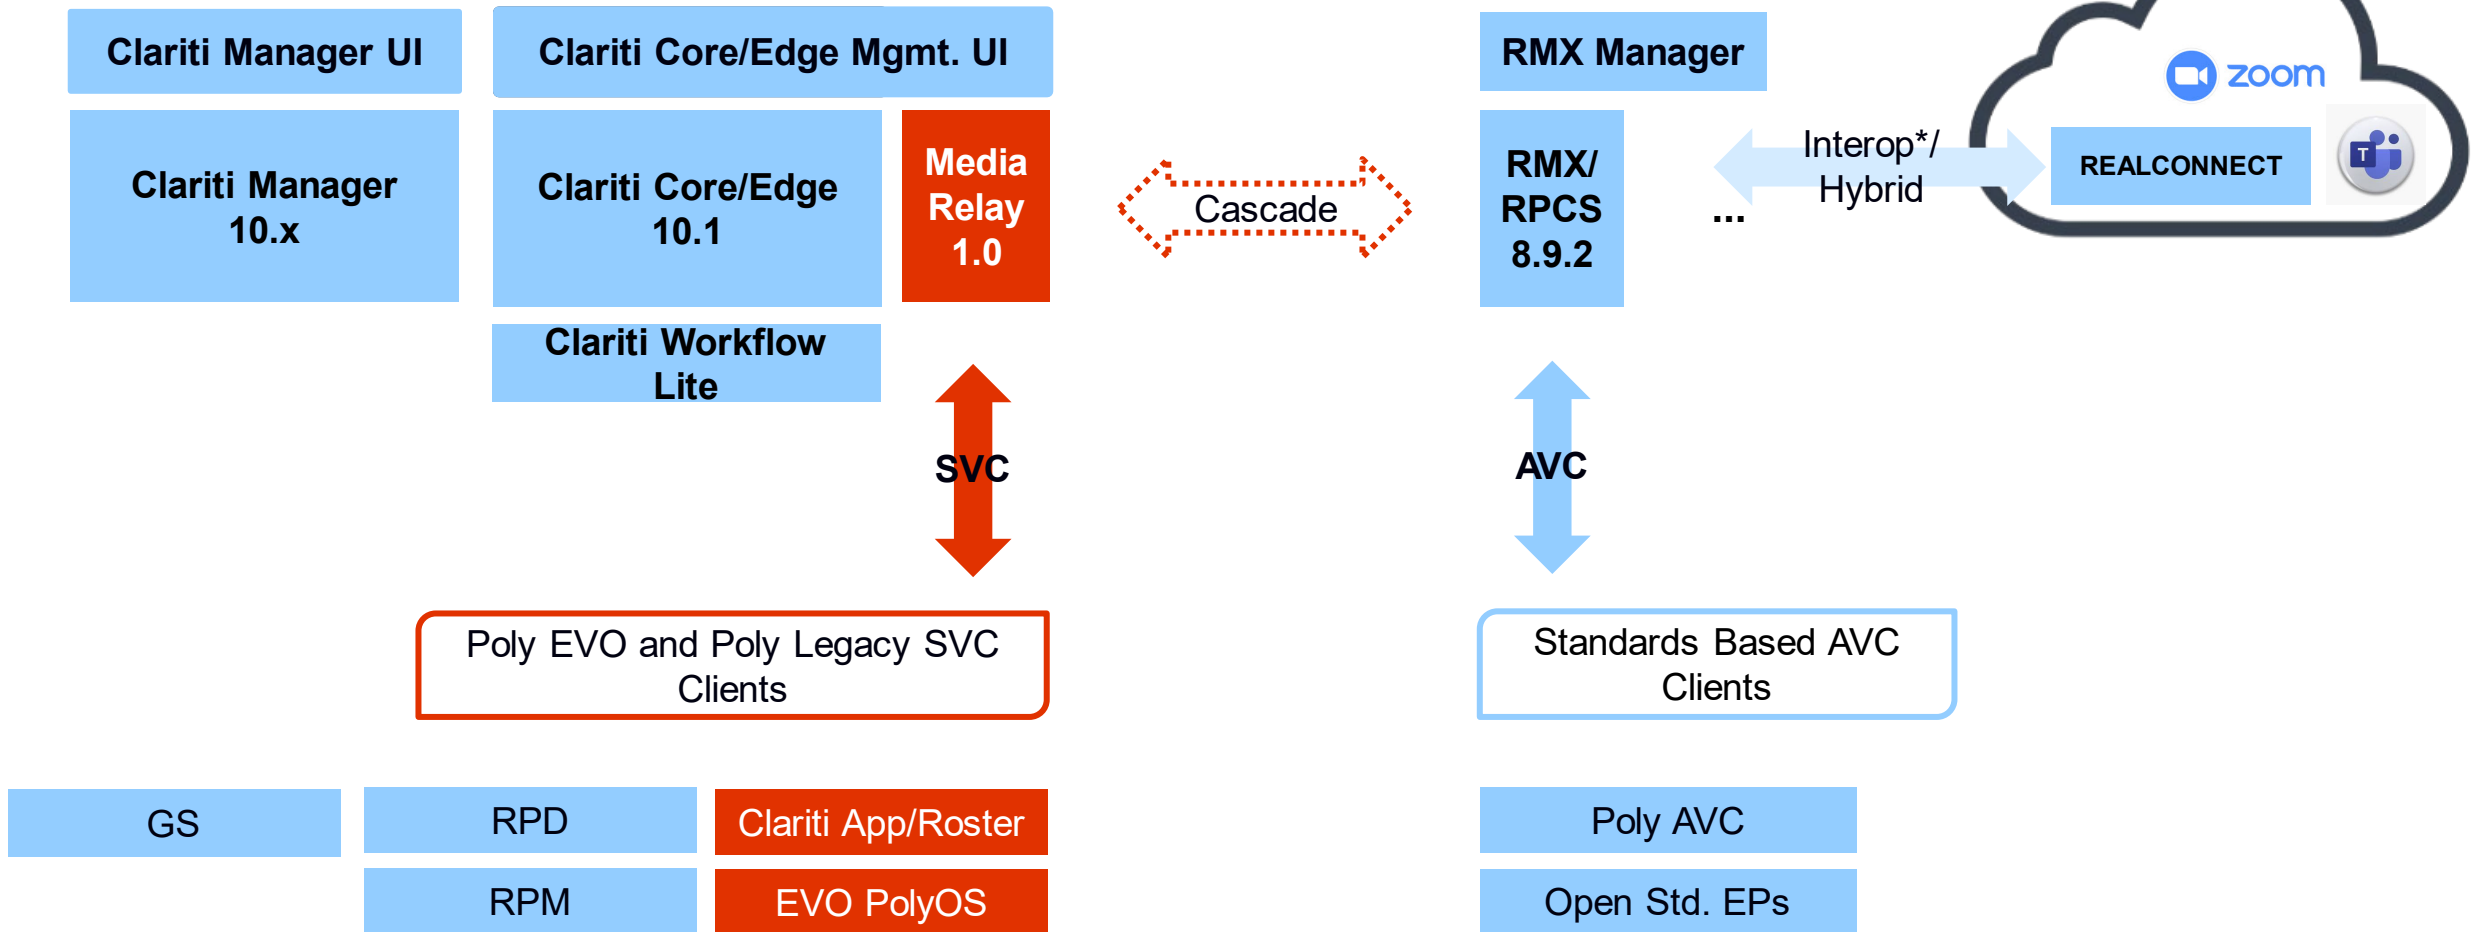 Clariti Manager UI
Clariti Core/Edge Mgmt. UI
RMX Manager
zoom
Clariti Manager
10.x
Clariti Core/Edge
10.1
Media
Relay
1.0
Cascade
RMX/
RPCS
8.9.2
...
Interop*/
Hybrid
REALCONNECT
T
Clariti Workflow
Lite
SVC
AVC
Poly EVO and Poly Legacy SVC
Clients
Standards Based AVC
Clients
GS
RPD
Clariti App/Roster
Poly AVC
RPM
EVO PolyOS
Open Std. EPs